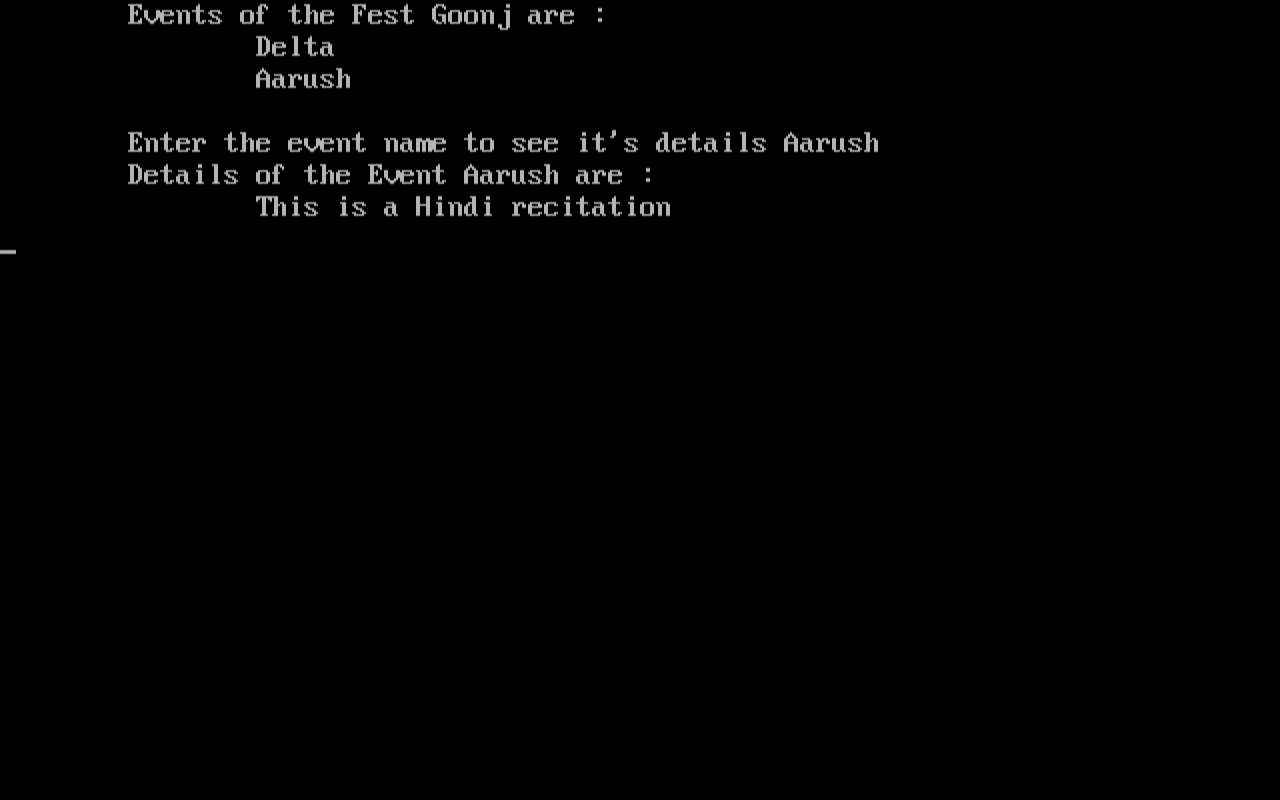 Events of the Fest Goonj are :
Delta
Aarush
Enter the event name to see it's details Aarush
Details of the Event Aarush are :
This is a Hindi recitation